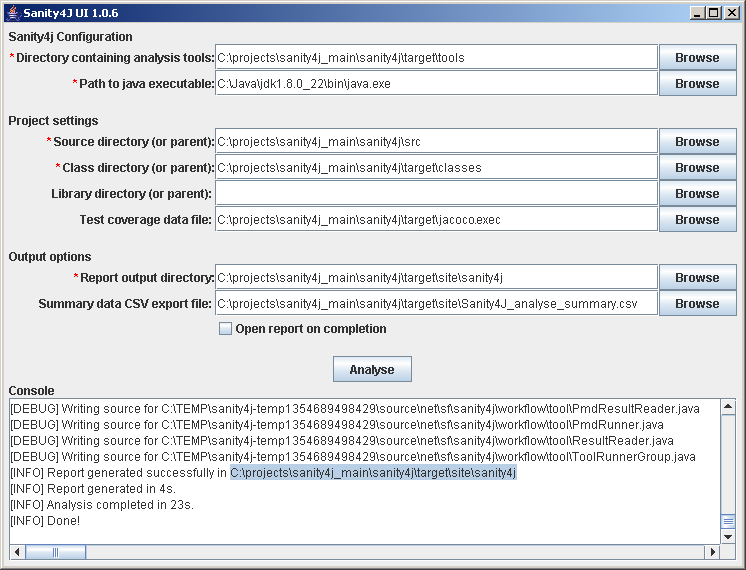 Sanity4J UI 1.0.6
Sanity4j Configuration
*Directory containing analysis tools: C:\projects\sanity4j_main\sanity4j\target\tools Browse
*Path to java executable: C:\Java\jdk1.8.0_22\bin\java.exe Browse
Project settings
*Source directory (or parent): C:\projects\sanity4j_main\sanity4j\src Browse
*Class directory (or parent): C:\projects\sanity4j_main\sanity4j\target\classes Browse
Library directory (or parent): Browse
Test coverage data file: C:\projects\sanity4j_main\sanity4j\target\jacoco.exec Browse
Output options
*Report output directory: C:\projects\sanity4j_main\sanity4j\target\site\sanity4j Browse
Summary data CSV export file: C:\projects\sanity4j_main\sanity4j\target\site\Sanity4J_analyse_summary.csv Browse
Open report on completion
Analyse
Console
[DEBUG] Writing source for C:\TEMP\sanity4j-temp1354689498429\source\net\sf\sanity4j\workflow\tool\PmdResultReader.java
[DEBUG] Writing source for C:\TEMP\sanity4j-temp1354689498429\source\net\sf\sanity4j\workflow\tool\PmdRunner.java
[DEBUG] Writing source for C:\TEMP\sanity4j-temp1354689498429\source\net\sf\sanity4j\workflow\tool\ResultReader.java
[DEBUG] Writing source for C:\TEMP\sanity4j-temp1354689498429\source\net\sf\sanity4j\workflow\tool\ToolRunnerGroup.java
[INFO] Report generated successfully in C:\projects\sanity4j_main\sanity4j\target\site\sanity4j
[INFO] Report generated in 4s.
[INFO] Analysis completed in 23s.
[INFO] Done!